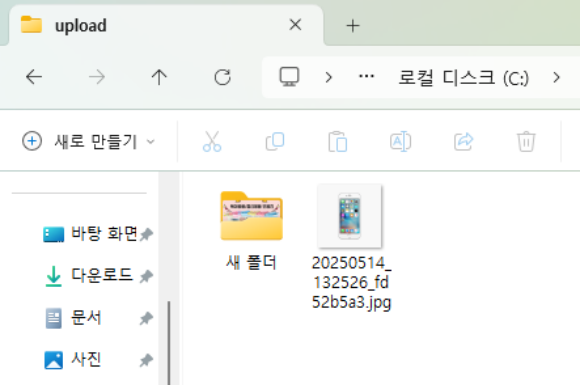 upload
로컬 디스크 (C:)
새로 만들기
바탕 화면
다운로드
문서
사진
새 폴더
20250514_
132526_fd
52b5a3.jpg